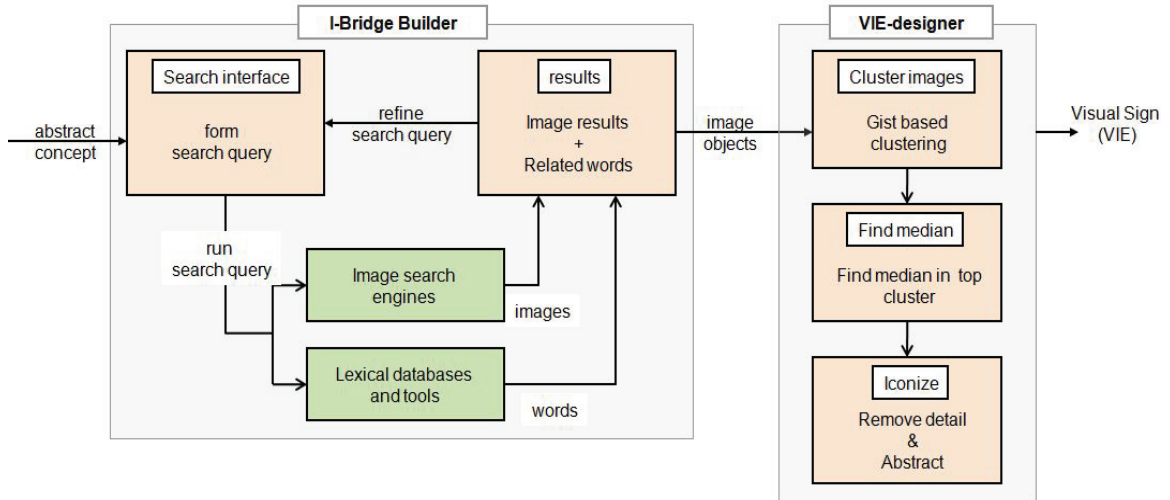 I-Bridge Builder
VIE-designer
Search interface
form
search query
refine
search query
results
Image results
+
Related words
abstract
concept
image
objects
run
search query
Image search
engines
images
Lexical databases
and tools
words
Cluster images
Gist based
clustering
Find median
Find median in top
cluster
Iconize
Remove detail
&
Abstract
Visual Sign
(VIE)